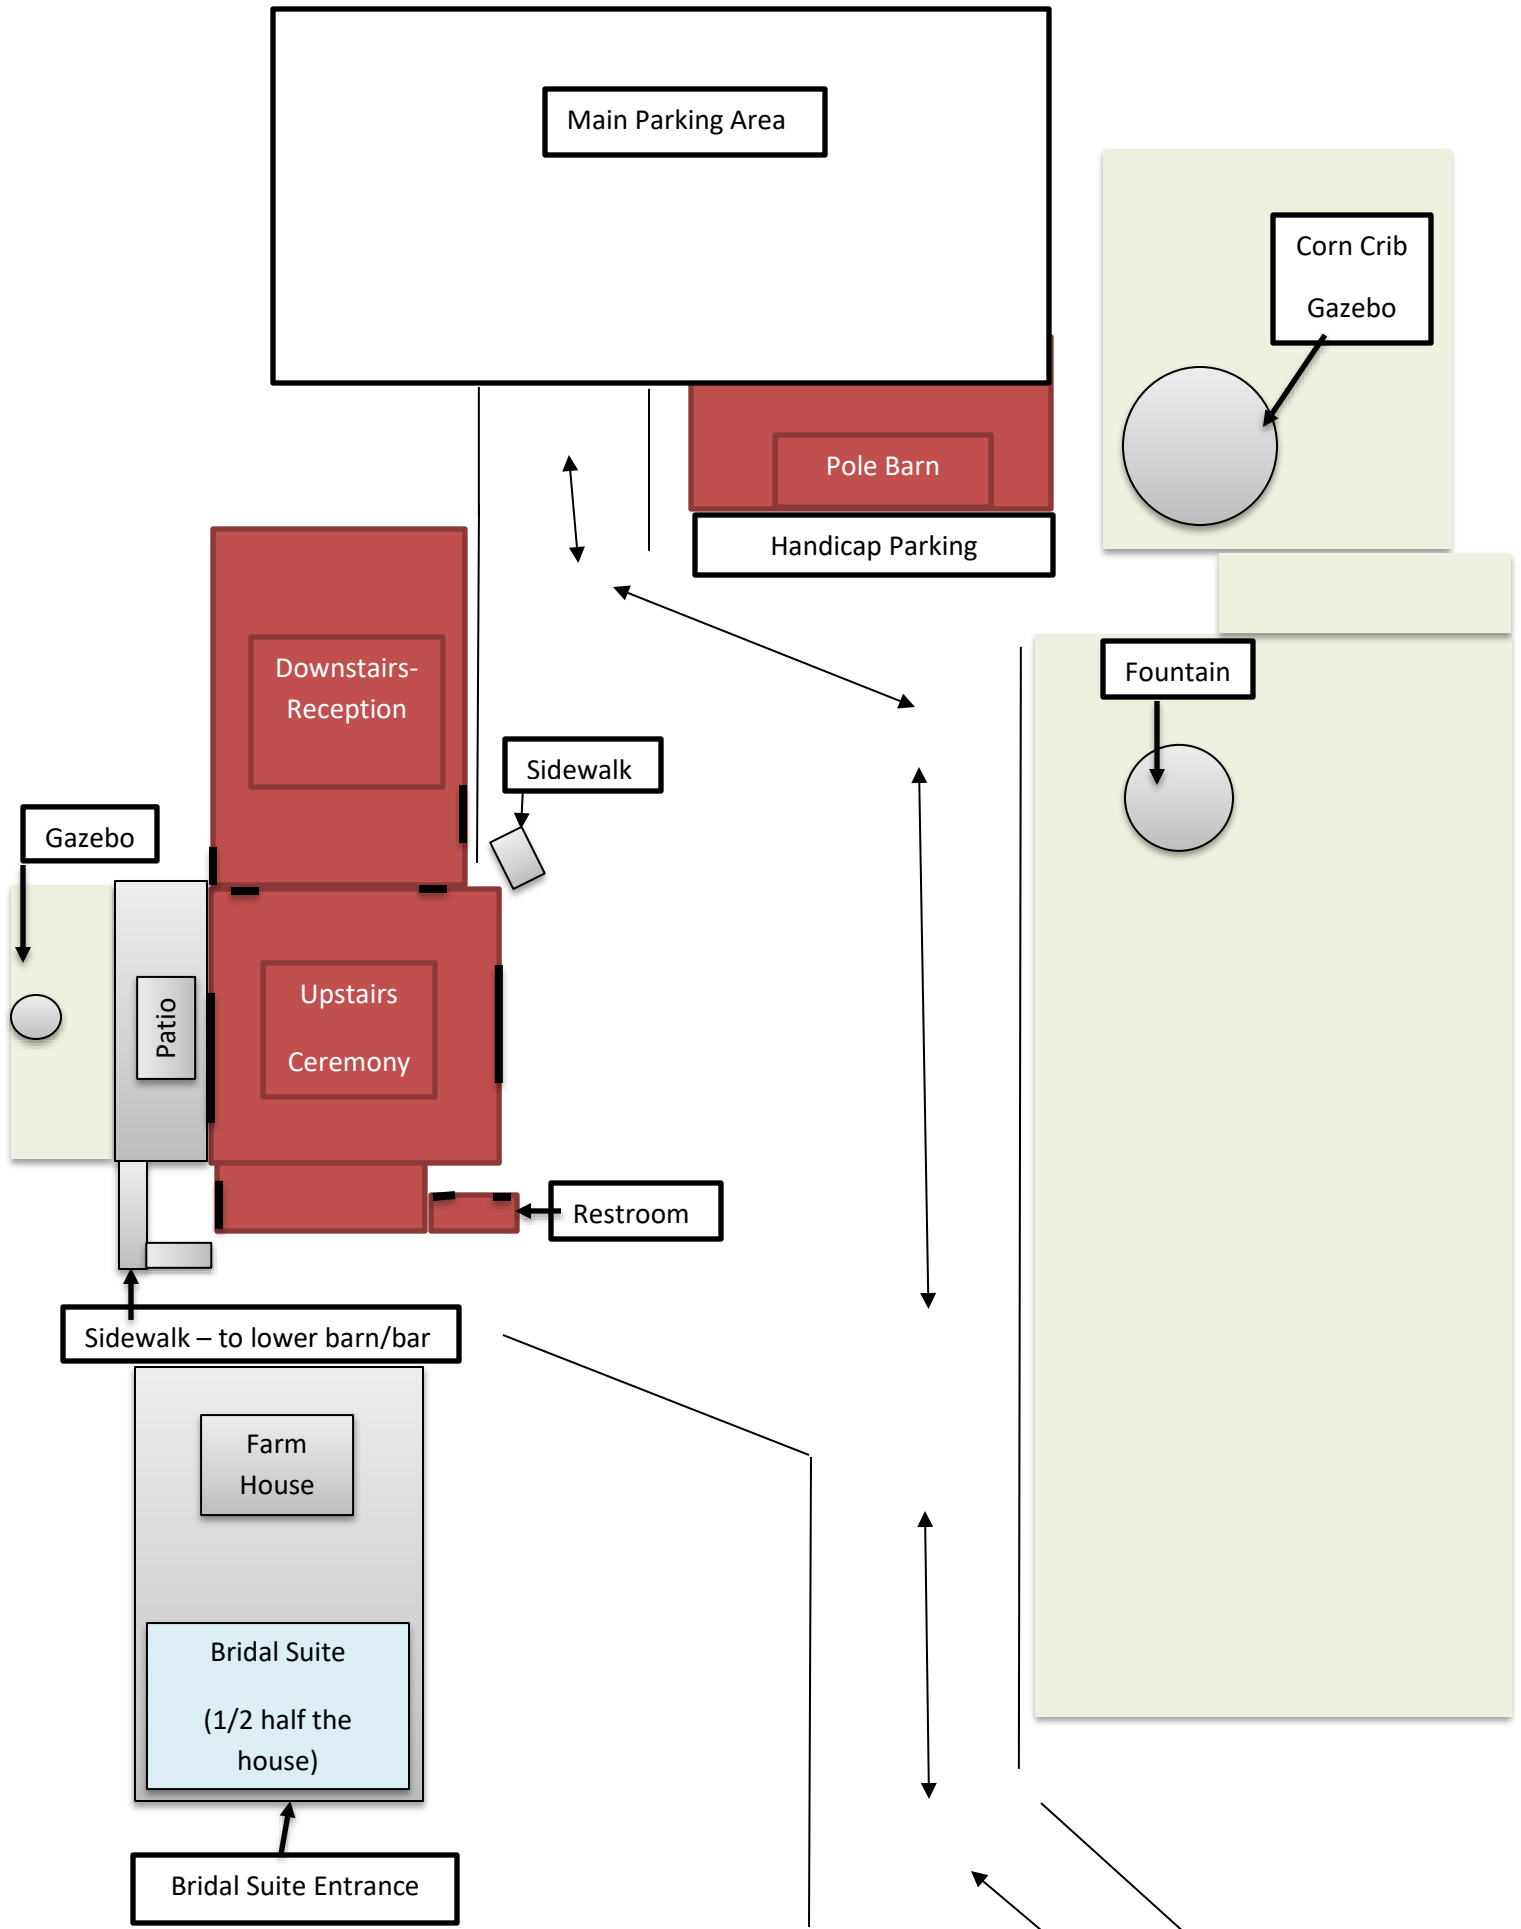 Main Parking Area
Corn Crib
Gazebo
Pole Barn
Handicap Parking
Downstairs-
Reception
Fountain
Sidewalk
Gazebo
Patio
Upstairs
Ceremony
Restroom
Sidewalk – to lower barn/bar
Farm
House
Bridal Suite
(1/2 half the
house)
Bridal Suite Entrance